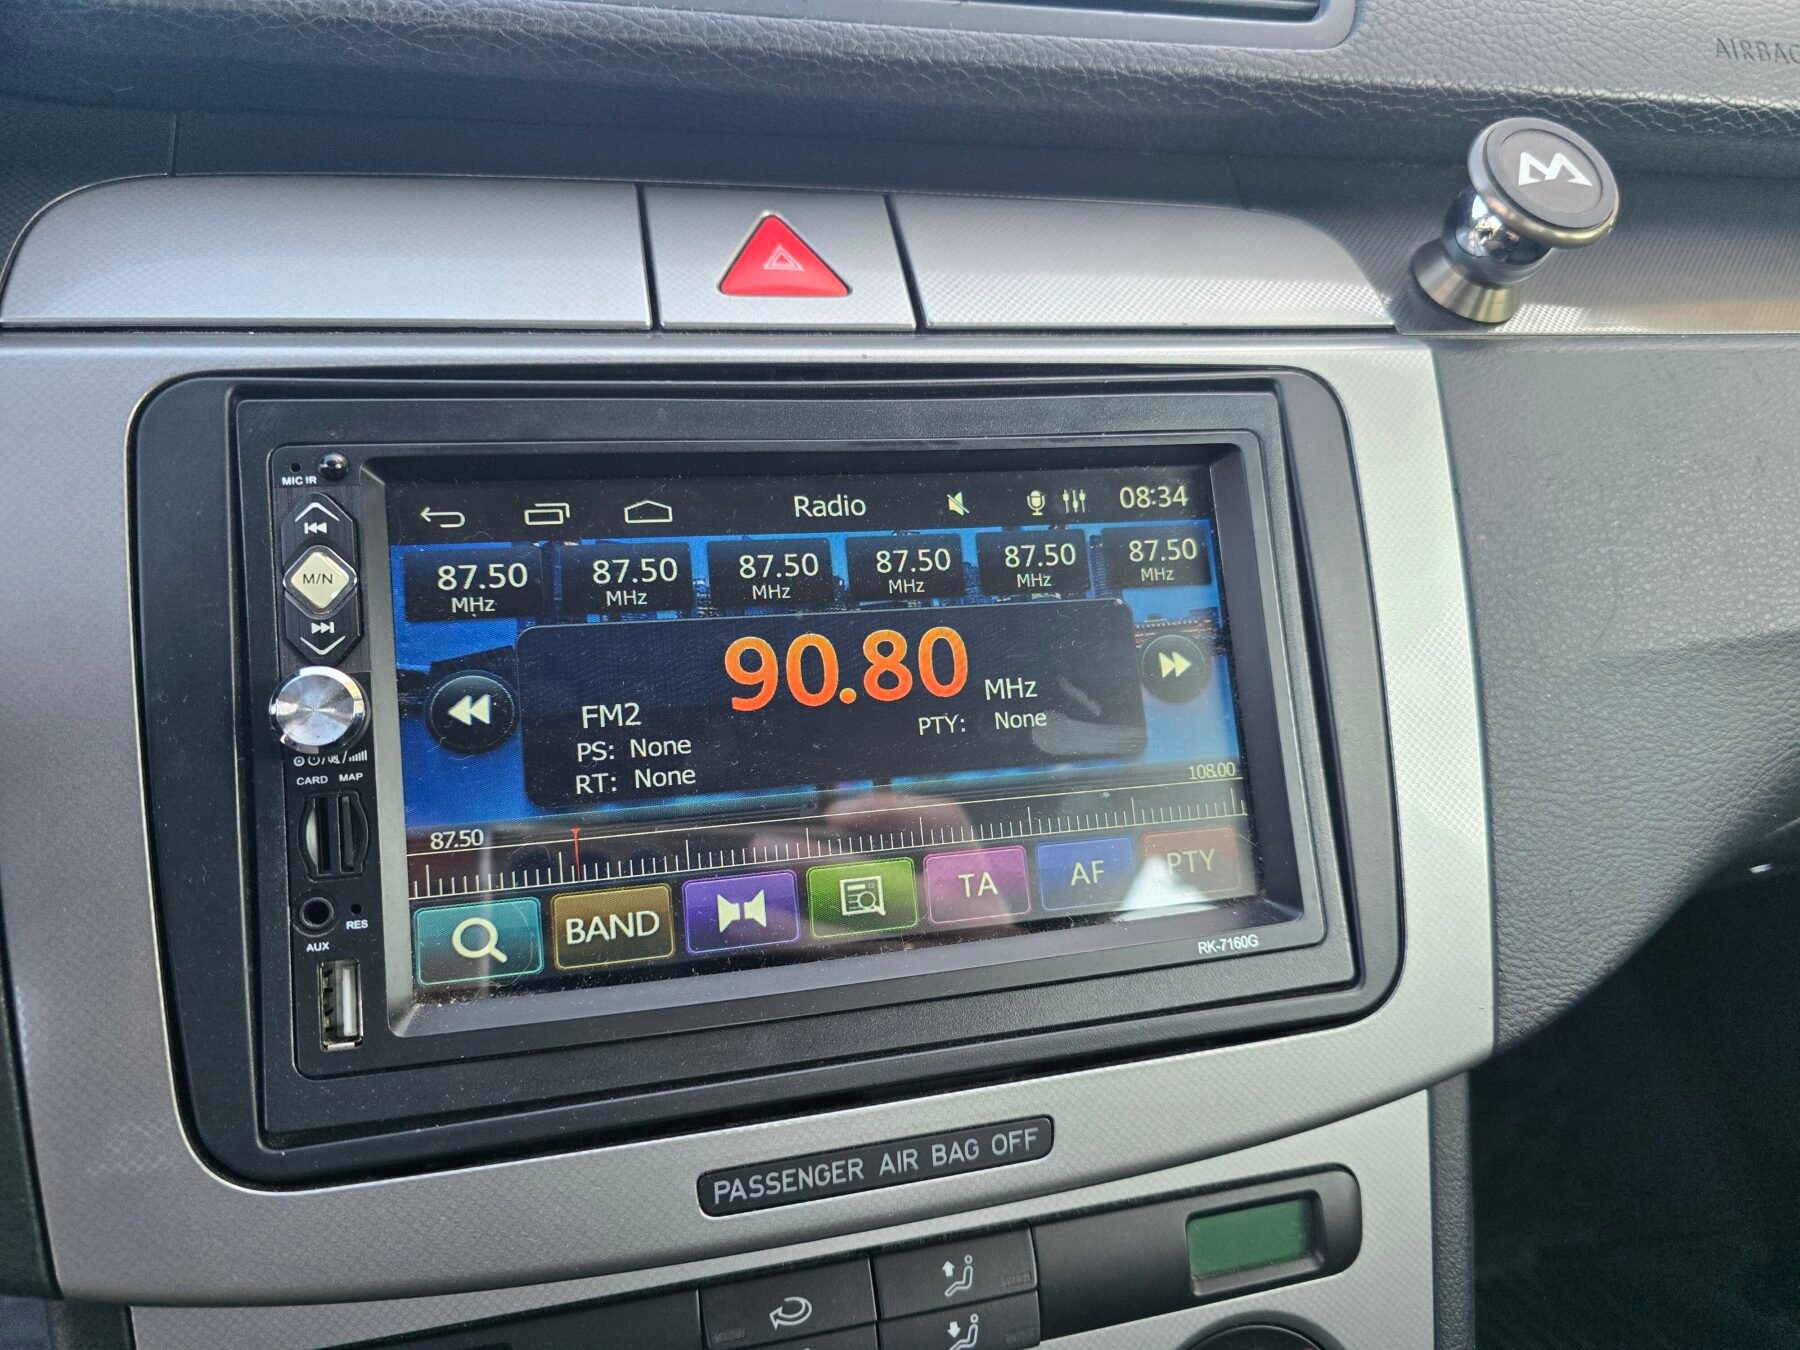 AIRBAG
MIC IR
M/N
CARD MAP
AUX
RES
Radio
08:34
87.50 87.50 87.50 87.50 87.50 87.50
MHz MHz MHz MHz MHz MHz
90.80 MHz
FM2
PTY: None
PS: None
RT: None
87.50
108.00
BAND
TA
AF
PTY
RK-7160G
PASSENGER AIR BAG OFF